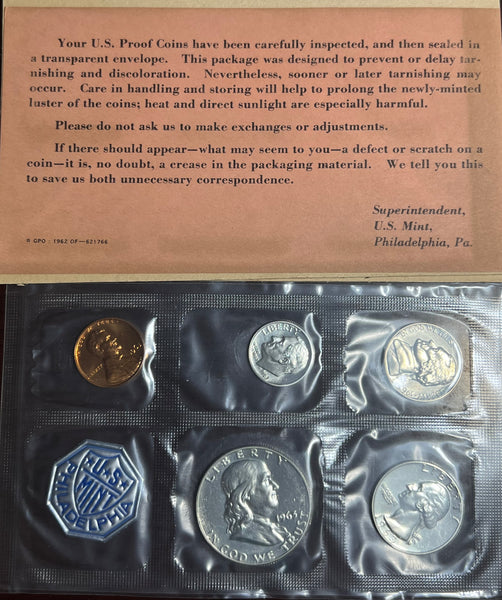 Your U.S. Proof Coins have been carefully inspected, and then sealed in
a transparent envelope. This package was designed to prevent or delay tar-
nishing and discoloration. Nevertheless, sooner or later tarnishing may
occur. Care in handling and storing will help to prolong the newly-minted
luster of the coins; heat and direct sunlight are especially harmful.
Please do not ask us to make exchanges or adjustments.
If there should appear—what may seem to you—a defect or scratch on a
coin—it is, no doubt, a crease in the packaging material. We tell you this
to save us both unnecessary correspondence.
Superintendent,
U.S. Mint,
Philadelphia, Pa.
GPO : 1962 OF—621766
LIBERTY
U.S.
MINT
PHILADELPHIA
LIBERTY
1963
IN GOD WE TRUST
LIBERTY